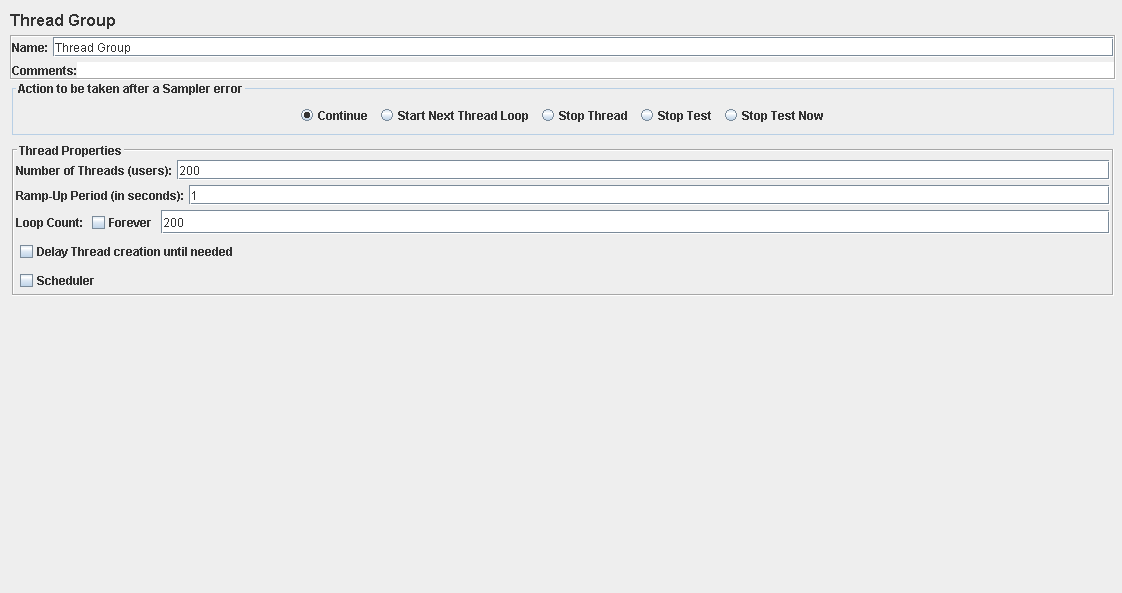 Thread Group
Name: Thread Group
Comments:
Action to be taken after a Sampler error
Continue Start Next Thread Loop Stop Thread Stop Test Stop Test Now
Thread Properties
Number of Threads (users): 200
Ramp-Up Period (in seconds): 1
Loop Count: Forever 200
Delay Thread creation until needed
Scheduler